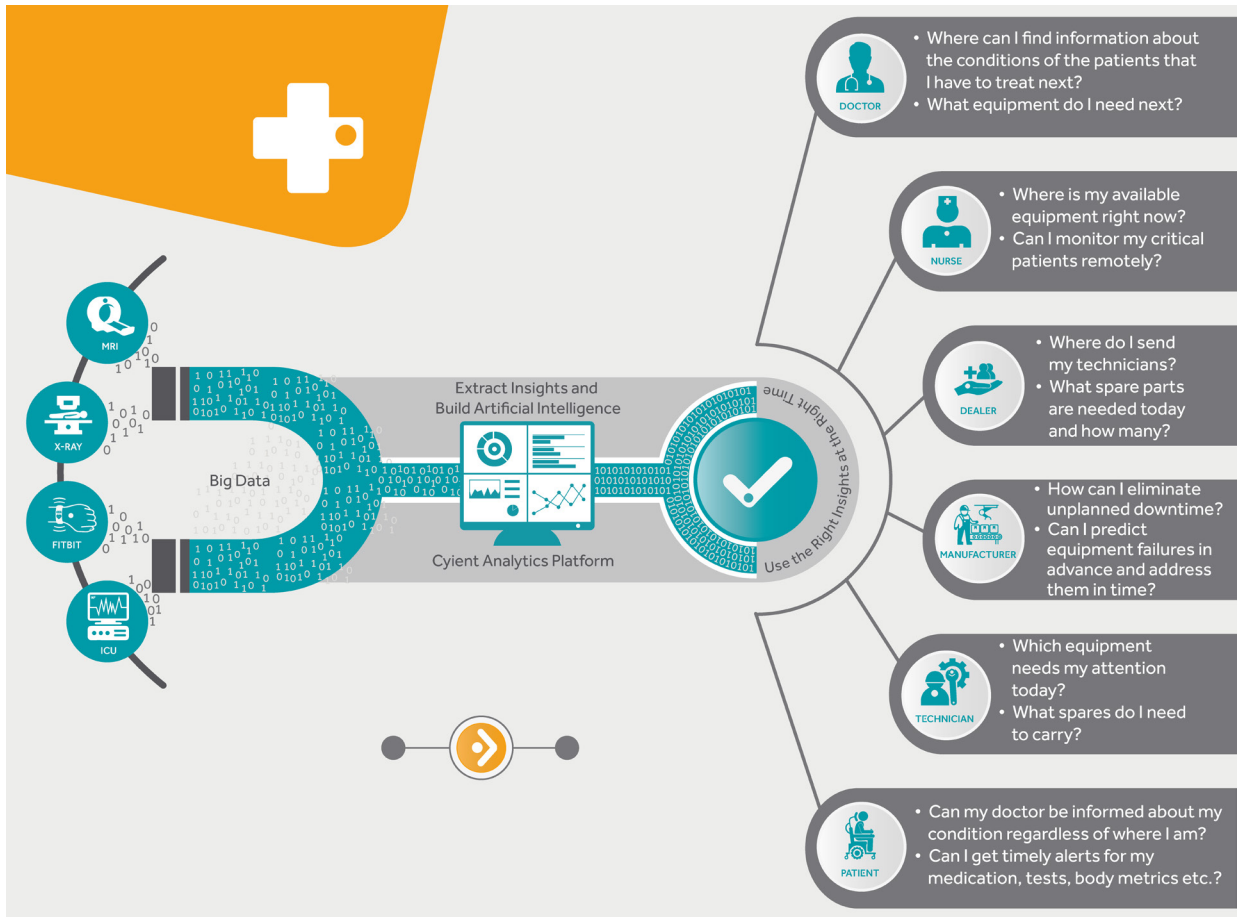 MRI
X-RAY
FITBIT
ICU
Big Data
Extract Insights and
Build Artificial Intelligence
Cyient Analytics Platform
Use the Right Insights at the Right Time
DOCTOR
• Where can I find information about
the conditions of the patients that
I have to treat next?
• What equipment do I need next?
NURSE
• Where is my available
equipment right now?
• Can I monitor my critical
patients remotely?
DEALER
• Where do I send
my technicians?
• What spare parts
are needed today
and how many?
MANUFACTURER
• How can I eliminate
unplanned downtime?
• Can I predict
equipment failures in
advance and address
them in time?
TECHNICIAN
• Which equipment
needs my attention
today?
• What spares do I need
to carry?
PATIENT
• Can my doctor be informed about my
condition regardless of where I am?
• Can I get timely alerts for my
medication, tests, body metrics etc.?